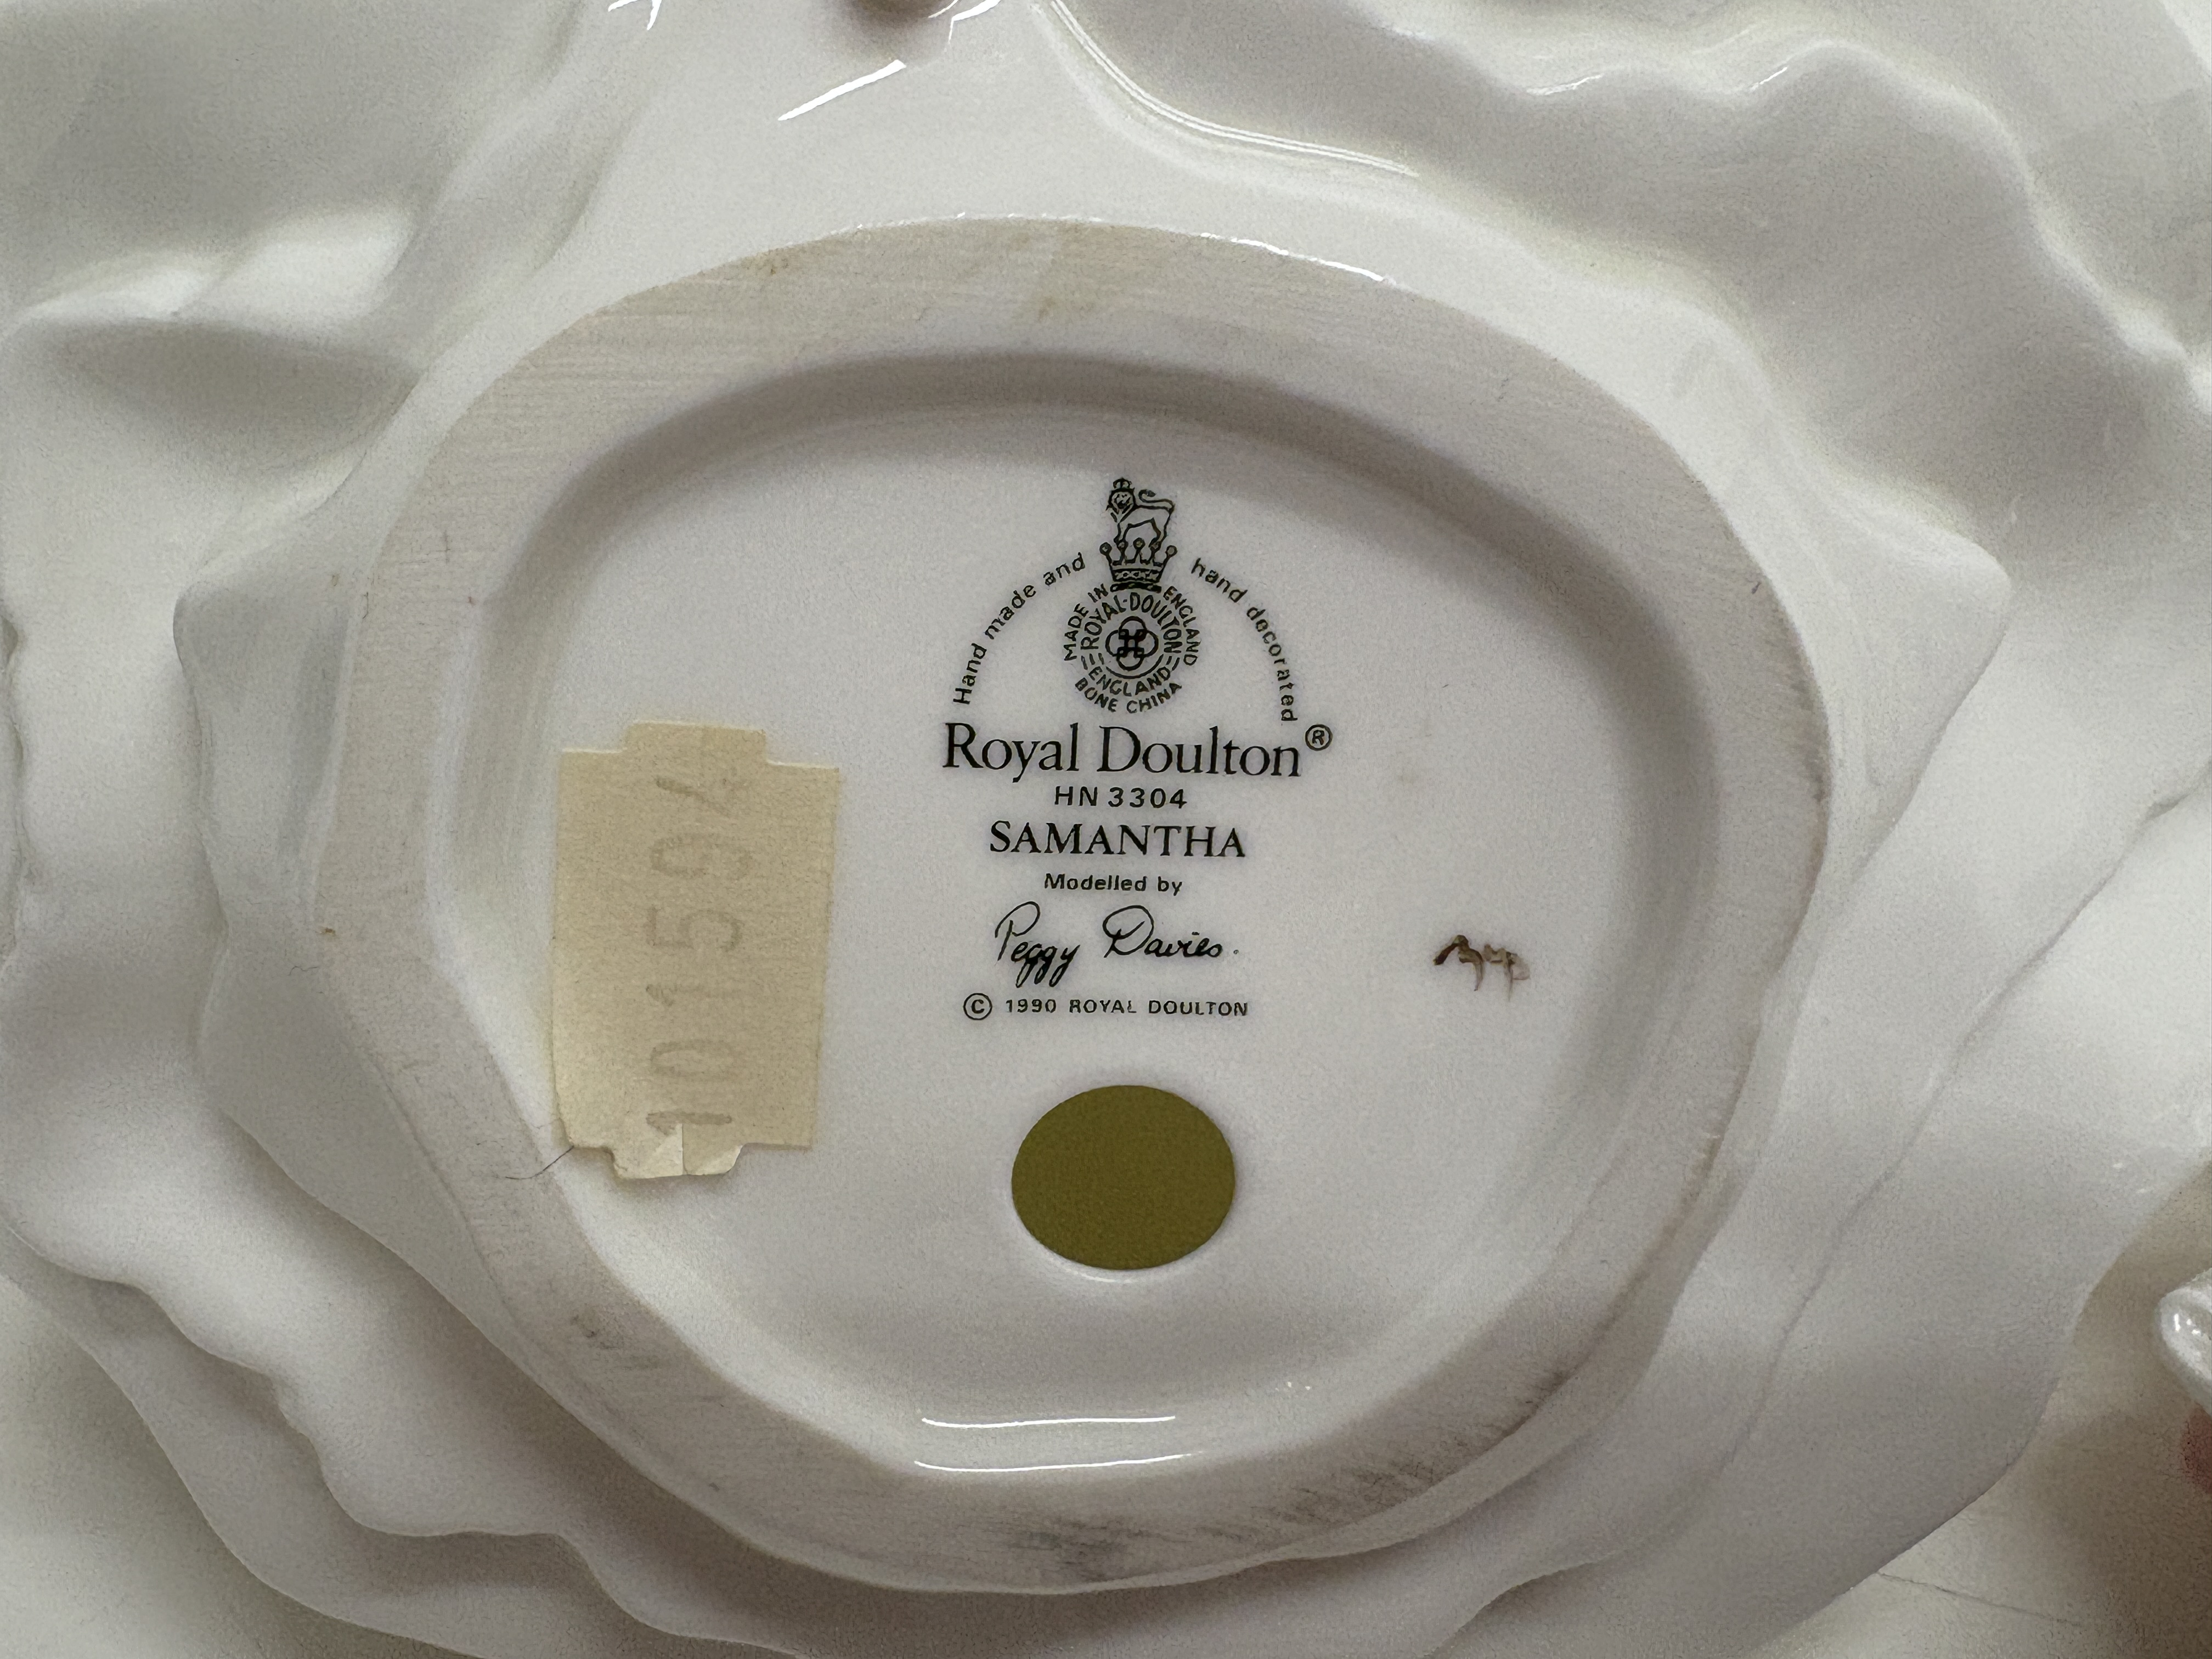 Hand made and hand decorated
MADE IN ENGLAND
ROYAL-DOULTON
ENGLAND
BONE CHINA
Royal Doulton®
HN 3304
SAMANTHA
Modelled by
Peggy Davies.
© 1990 ROYAL DOULTON